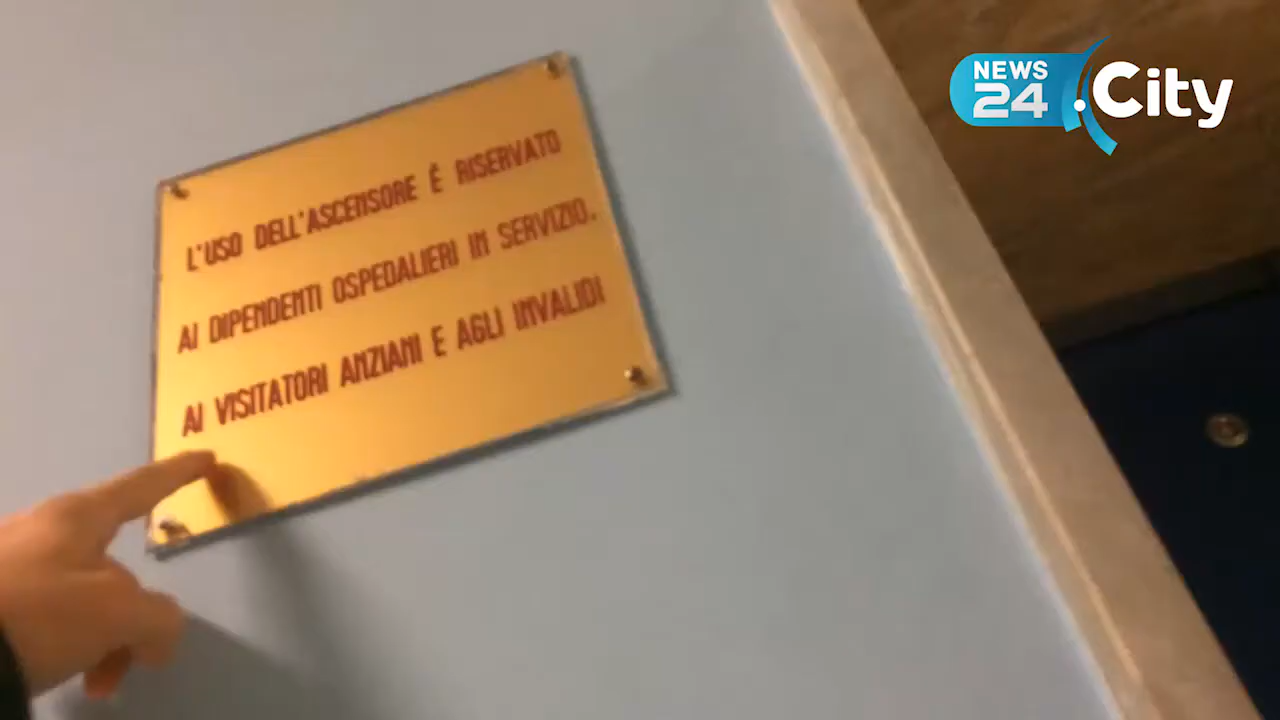 NEWS
24
.City
L'USO DELL'ASCENSORE É RISERVATO
AI DIPENDENTI OSPEDALIERI IN SERVIZIO.
AI VISITATORI ANZIANI E AGLI INVALIDI